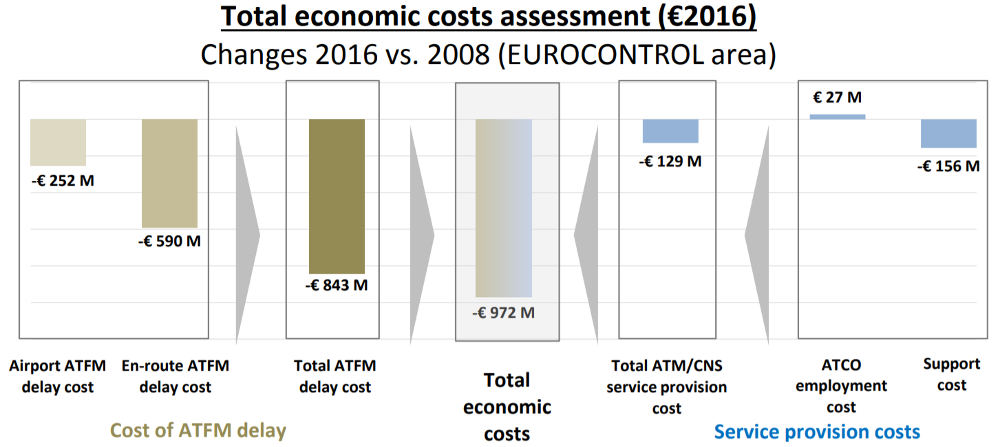 Total economic costs assessment (€2016)
Changes 2016 vs. 2008 (EUROCONTROL area)
€ 27 M
-€ 252 M
-€ 590 M
-€ 843 M
-€ 972 M
-€ 129 M
-€ 156 M
Airport ATFM
delay cost
En-route ATFM
delay cost
Total ATFM
delay cost
Total
economic
costs
Total ATM/CNS
service provision
cost
ATCO
employment
cost
Support
cost
Cost of ATFM delay
Service provision costs